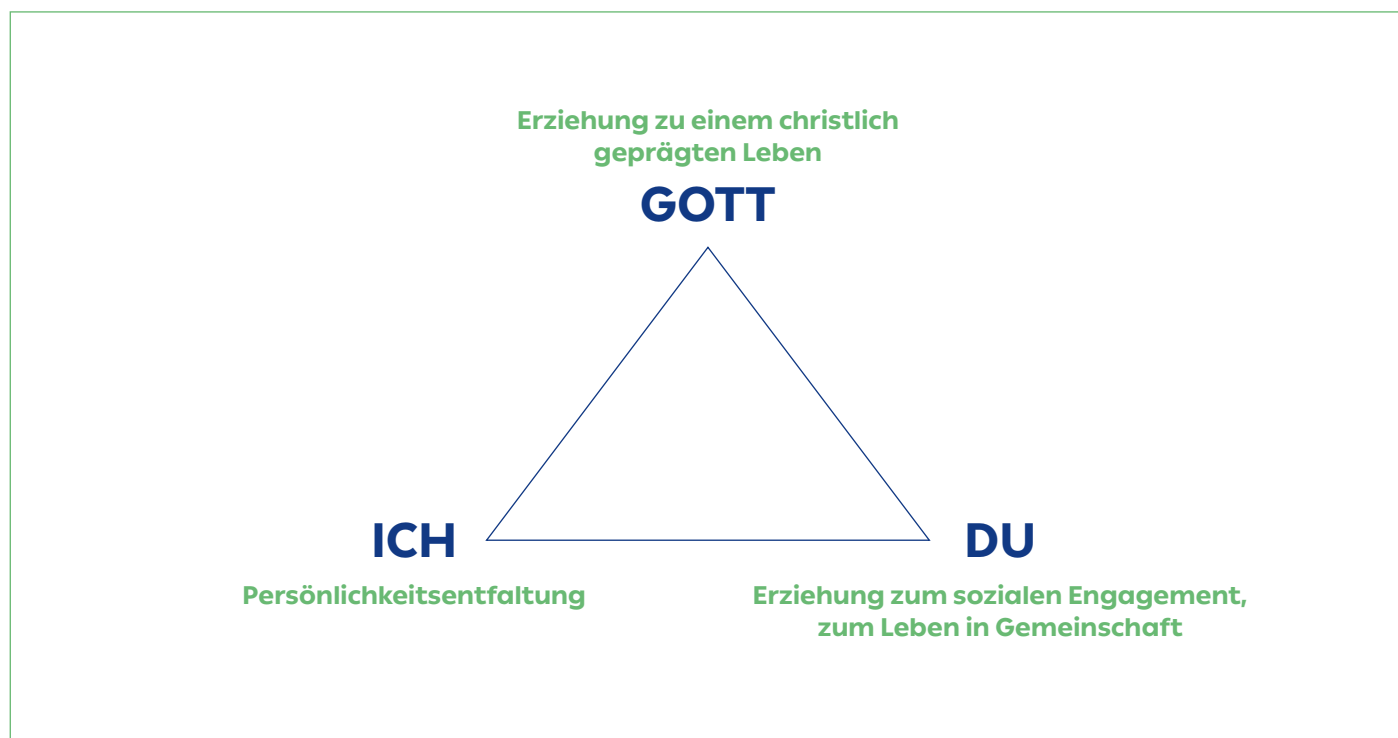 Erziehung zu einem christlich
geprägten Leben
GOTT
ICH
DU
Persönlichkeitsentfaltung
Erziehung zum sozialen Engagement,
zum Leben in Gemeinschaft